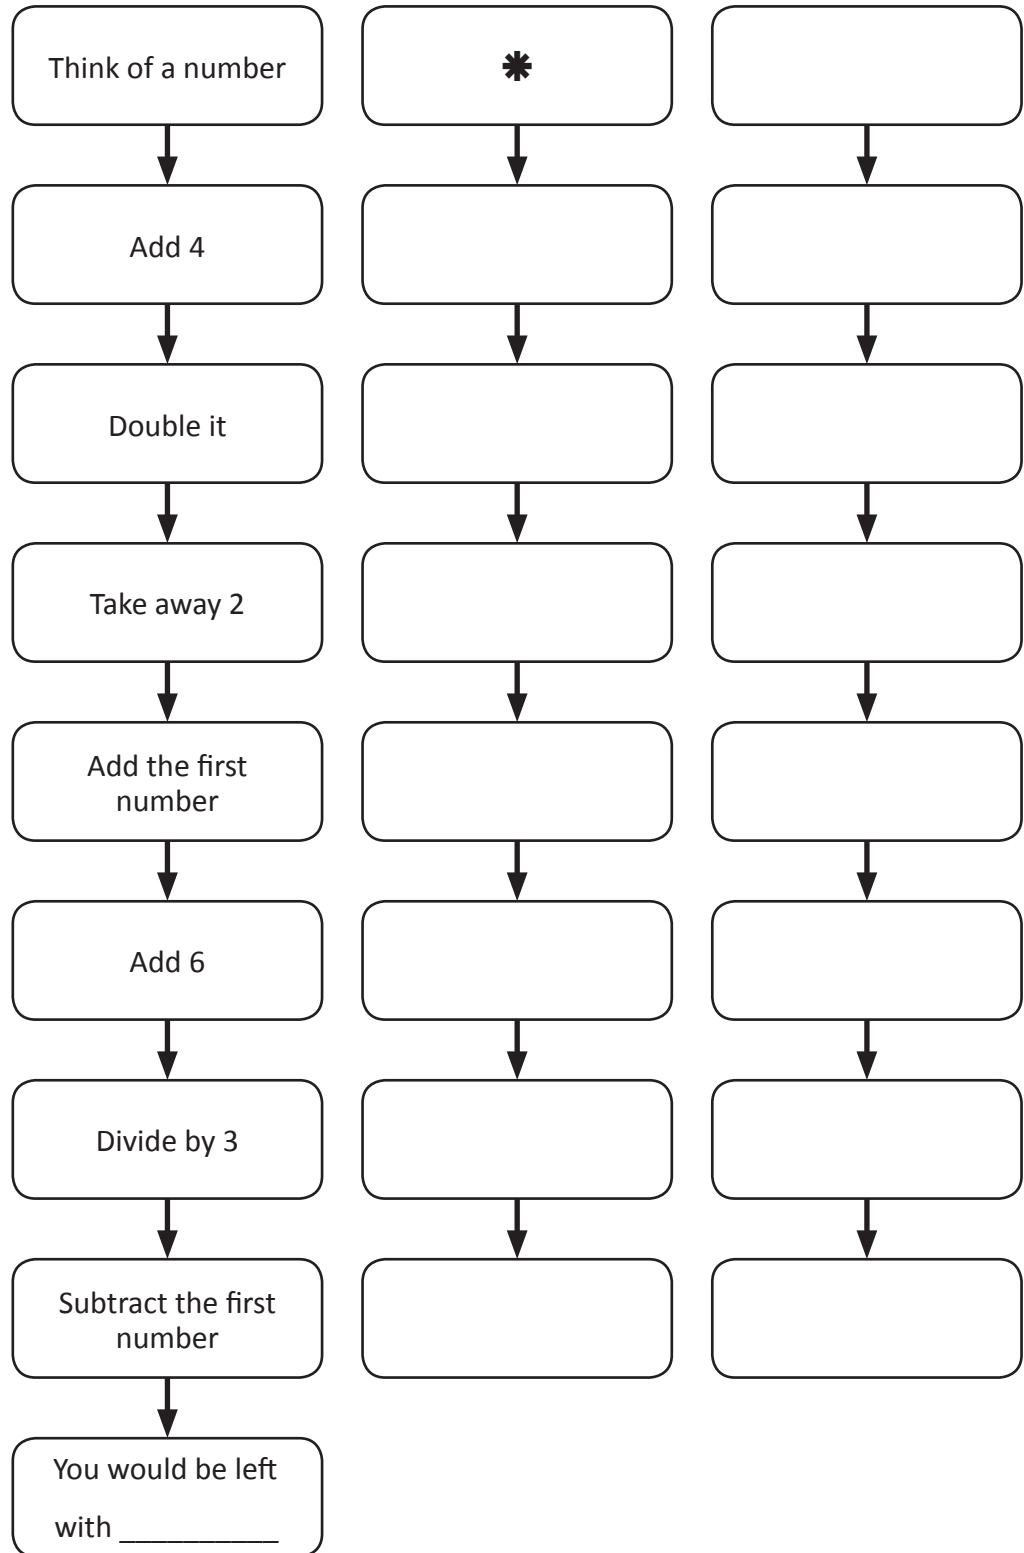 Think of a number
✱
Add 4
Double it
Take away 2
Add the first
number
Add 6
Divide by 3
Subtract the first
number
You would be left
with __________